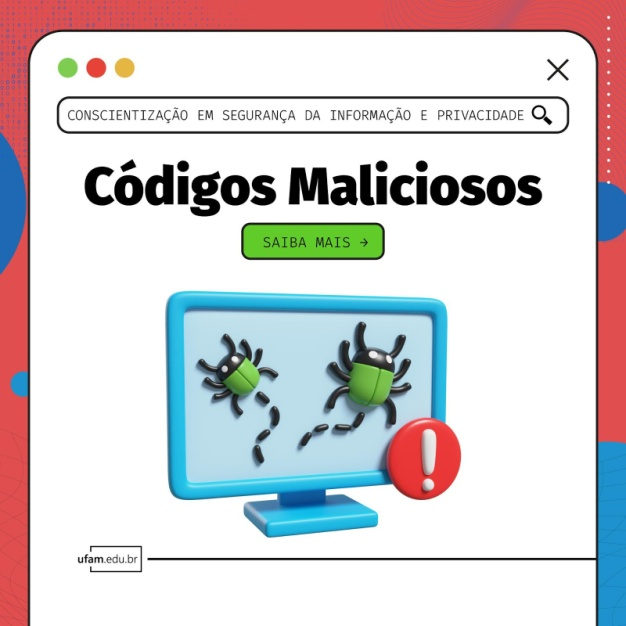 CONSCIENTIZAÇÃO EM SEGURANÇA DA INFORMAÇÃO E PRIVACIDADE
Códigos Maliciosos
SAIBA MAIS →
ufam.edu.br